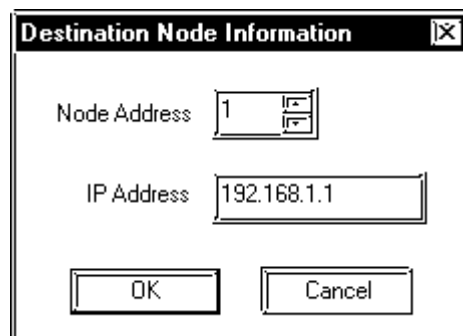 Destination Node Information
Node Address 1
IP Address 192.168.1.1
OK Cancel